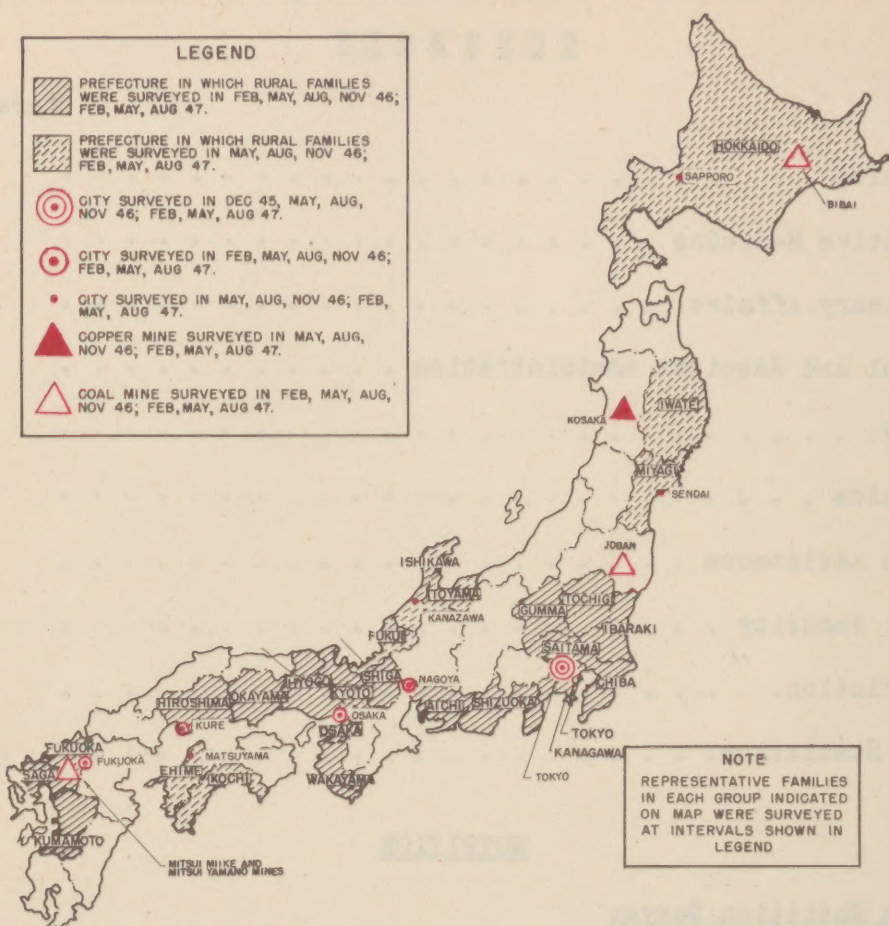 LEGEND
PREFECTURE IN WHICH RURAL FAMILIES
WERE SURVEYED IN FEB, MAY, AUG, NOV 46;
FEB, MAY, AUG 47.
PREFECTURE IN WHICH RURAL FAMILIES
WERE SURVEYED IN MAY, AUG, NOV 46;
FEB, MAY, AUG 47.
CITY SURVEYED IN DEC 45, MAY, AUG,
NOV 46; FEB, MAY, AUG 47.
CITY SURVEYED IN FEB, MAY, AUG, NOV 46;
FEB, MAY, AUG 47.
CITY SURVEYED IN MAY, AUG, NOV 46; FEB,
MAY, AUG 47.
COPPER MINE SURVEYED IN MAY, AUG,
NOV 46; FEB, MAY, AUG 47.
COAL MINE SURVEYED IN FEB, MAY, AUG,
NOV 46; FEB, MAY, AUG 47.
HOKKAIDO
SAPPORO
BIBAI
IWATE
KOSAKA
MIYAGI
SENDAI
JOBAN
ISHIKAWA
TOYAMA
KANAZAWA
FUKUI
TOCHIGI
GUMMA
IBARAKI
SAITAMA
CHIBA
SHIGA
NAGOYA
HYOGO
KYOTO
OKAYAMA
HIROSHIMA
AICHI
SHIZUOKA
OSAKA
OSAKA
TOKYO
KANAGAWA
TOKYO
KURE
MATSUYAMA
FUKUOKA
FUKUOKA
SAGA
EHIME
KOCHI
WAKAYAMA
KUMAMOTO
MITSUI MIIKE AND
MITSUI YAMANO MINES
NOTE
REPRESENTATIVE FAMILIES
IN EACH GROUP INDICATED
ON MAP WERE SURVEYED
AT INTERVALS SHOWN IN
LEGEND
nary Affairs
Assistance
Security
Nutrition Survey